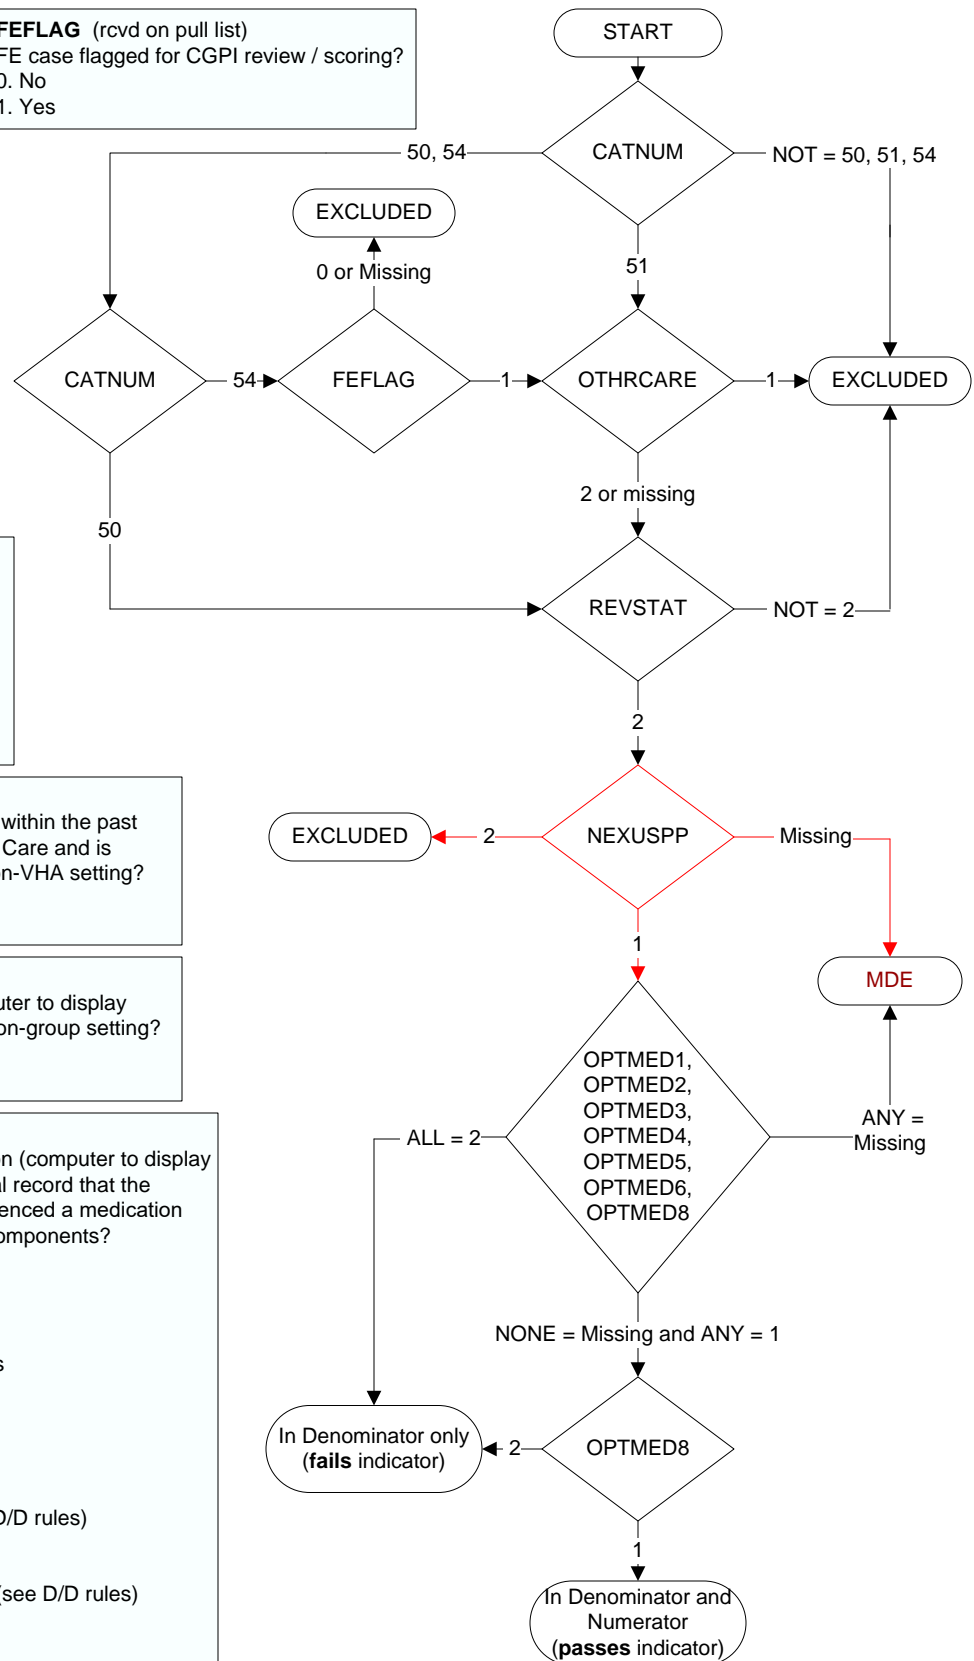 FEFLAG (rcvd on pull list)
FE case flagged for CGPI review / scoring?
0. No
1. Yes
START
CATNUM
50, 54
NOT = 50, 51, 54
EXCLUDED
0 or Missing
51
CATNUM
54
FEFLAG
1
OTHRCARE
1
EXCLUDED
2 or missing
50
REVSTAT
NOT = 2
2
within the past
Care and is
on-VHA setting?
EXCLUDED
2
NEXUSPP
Missing
1
MDE
uter to display
on-group setting?
OPTMED1,
OPTMED2,
OPTMED3,
OPTMED4,
OPTMED5,
OPTMED6,
OPTMED8
ALL = 2
ANY =
Missing
on (computer to display
al record that the
enced a medication
omponents?
s
D/D rules)
(see D/D rules)
NONE = Missing and ANY = 1
In Denominator only
(fails indicator)
2
OPTMED8
1
In Denominator and
Numerator
(passes indicator)